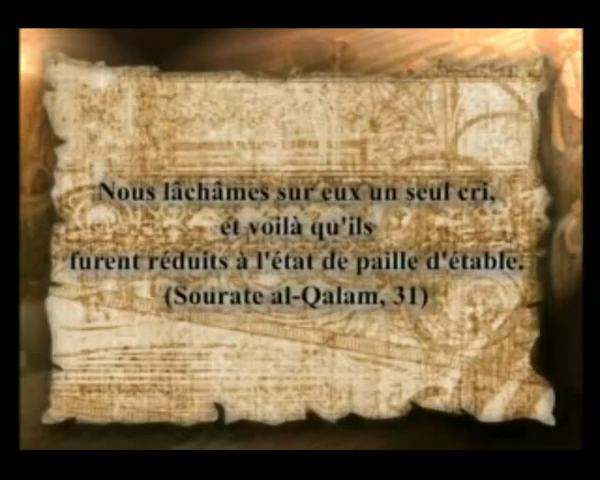 Nous lâchâmes sur eux un seul cri,
et voilà qu'ils
furent réduits à l'état de paille d'étable.
(Sourate al-Qalam, 31)